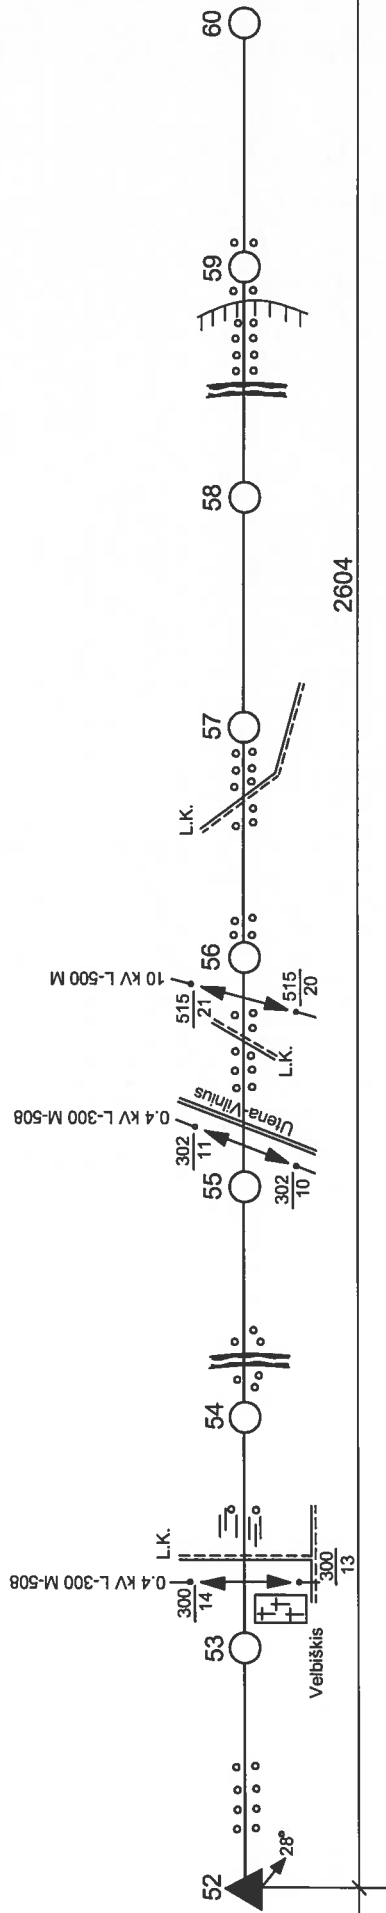 52
28°
53
0.4 kV L-300 M-508
300
14
300
13
L.K.
Velbiškis
54
55
0.4 kV L-300 M-508
302
11
302
10
Utena-Vilnius
L.K.
10 kV L-500 M
515
21
515
20
56
L.K.
57
58
59
60
2604